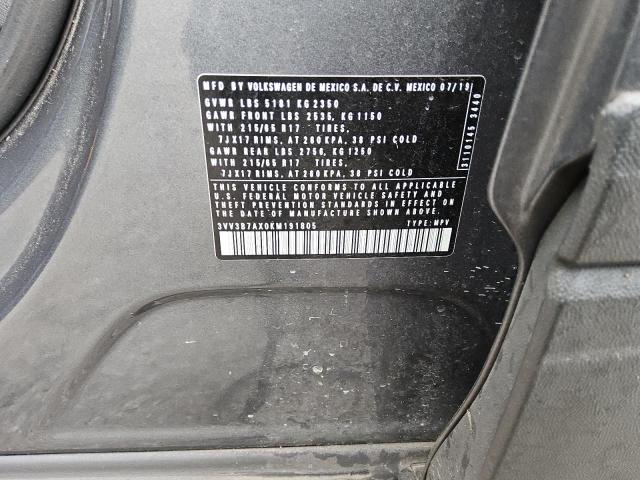 MFD BY VOLKSWAGEN DE MEXICO S.A. DE C.V. MEXICO 07/19
GVWR LBS 5181 KG 2350
GAWR FRONT LBS 2535, KG 1150
WITH 215/65 R17 TIRES,
7JX17 RIMS, AT 260 KPA, 38 PSI COLD
GAWR REAR LBS 2756, KG 1250
WITH 215/65 R17 TIRES,
7JX17 RIMS, AT 260 KPA, 38 PSI COLD
THIS VEHICLE CONFORMS TO ALL APPLICABLE
U.S. FEDERAL MOTOR VEHICLE SAFETY AND
THEFT PREVENTION STANDARDS IN EFFECT ON
THE DATE OF MANUFACTURE SHOWN ABOVE.
3VV3B7AX0KM191805 TYPE: MPV
3110145 3440